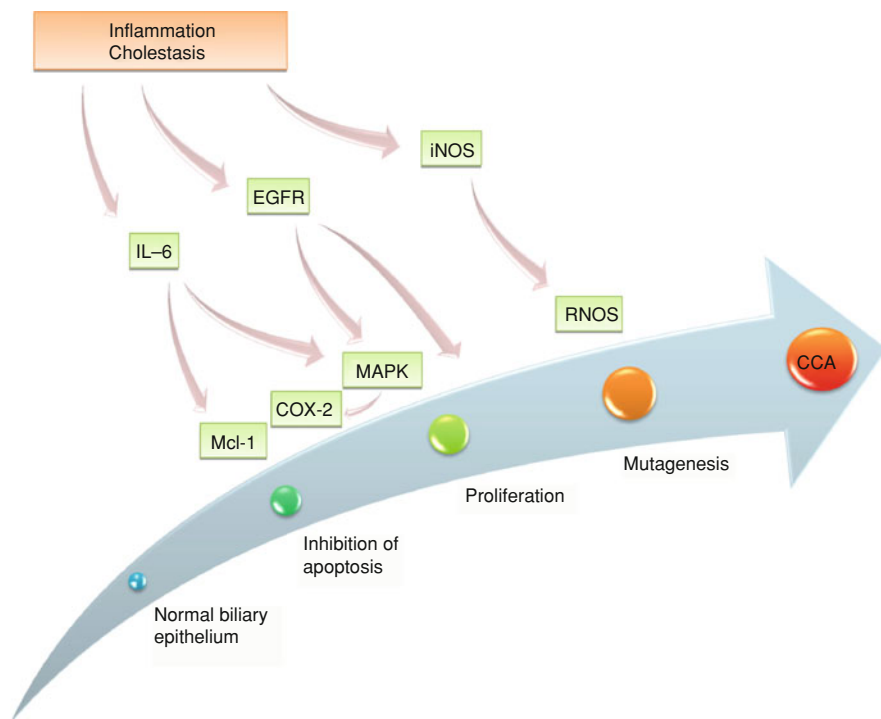 Inflammation
Cholestasis
iNOS
EGFR
IL–6
RNOS
MAPK
CCA
COX-2
Mcl-1
Mutagenesis
Proliferation
Inhibition of
apoptosis
Normal biliary
epithelium